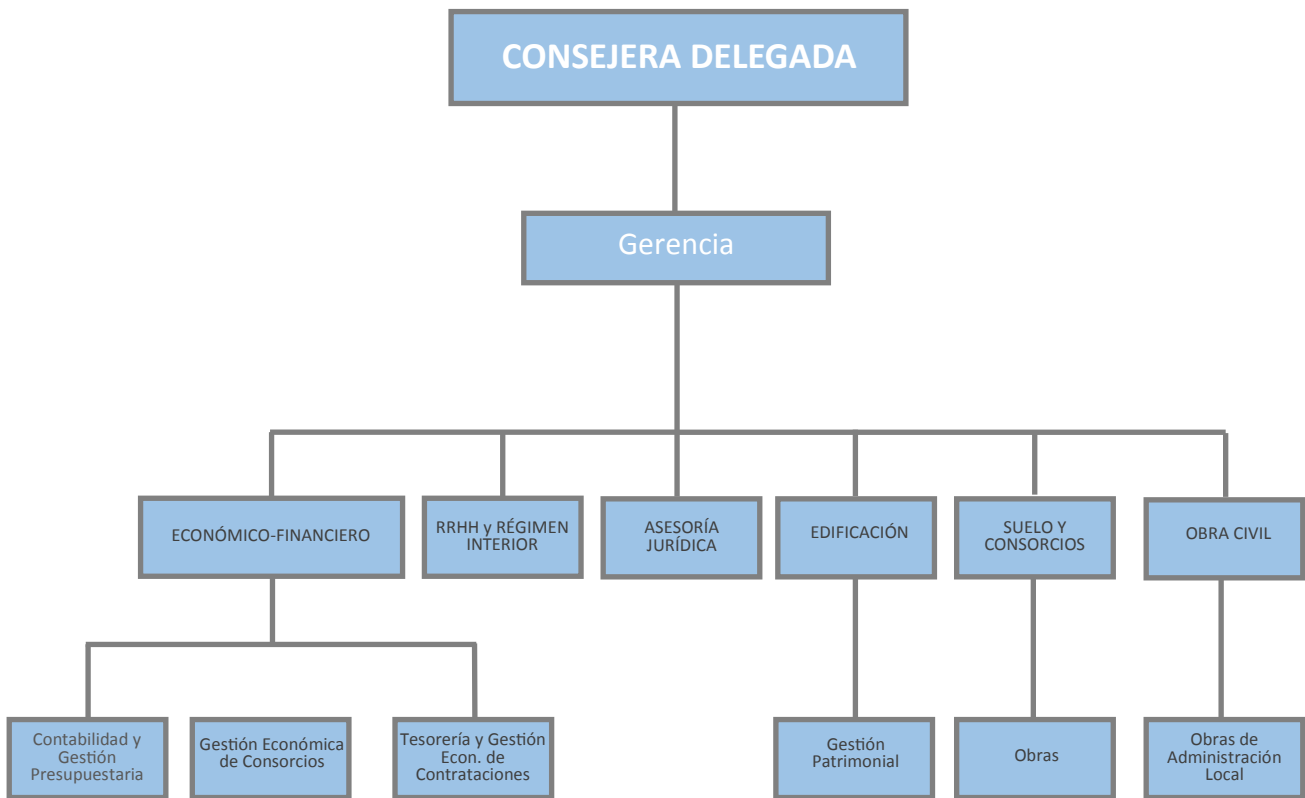 CONSEJERA DELEGADA
Gerencia
ECONÓMICO-FINANCIERO
RRHH y RÉGIMEN
INTERIOR
ASESORÍA
JURÍDICA
EDIFICACIÓN
SUELO Y
CONSORCIOS
OBRA CIVIL
Contabilidad y
Gestión
Presupuestaria
Gestión Económica
de Consorcios
Tesorería y Gestión
Econ. de
Contrataciones
Gestión
Patrimonial
Obras
Obras de
Administración
Local